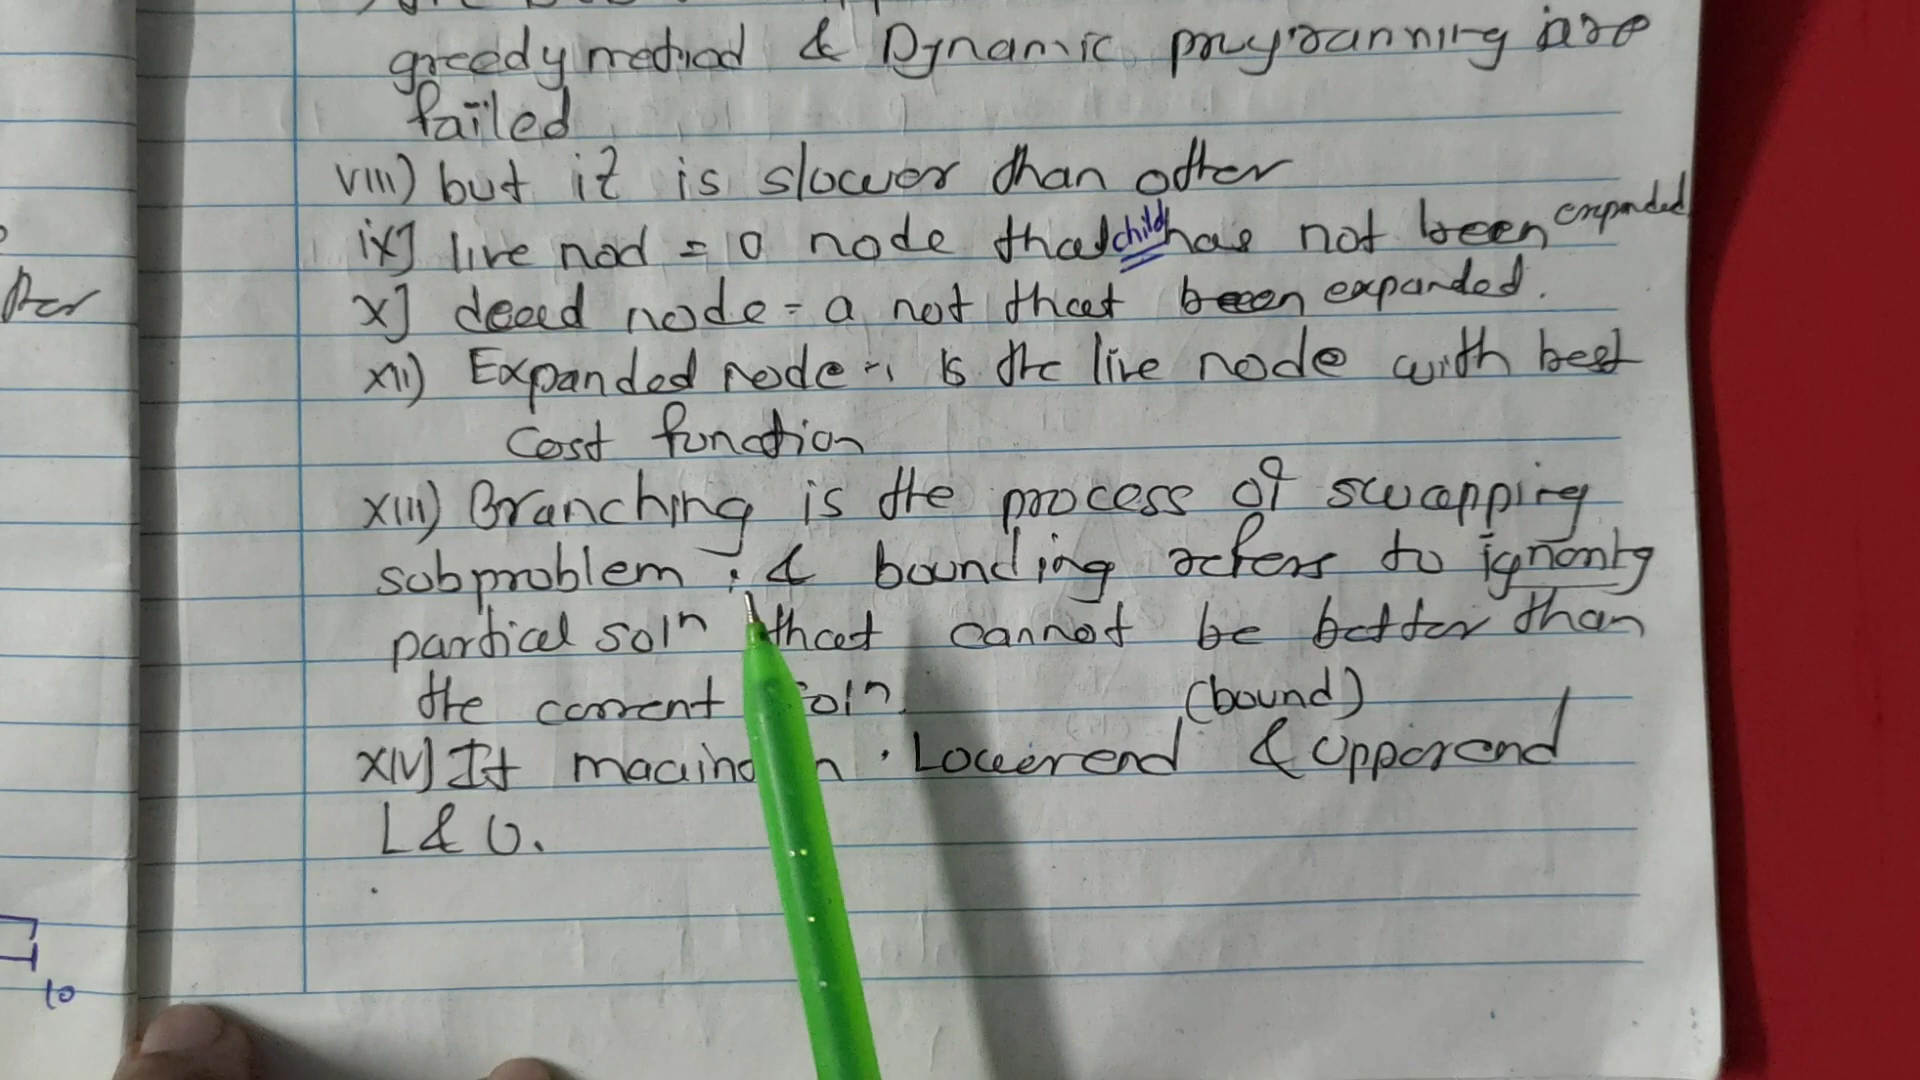 greedy method & Dynamic programming are
failed
VIII) but it is slower than other
ix] live nod = a node that child has not been expanded
x] dead node = a not that been expanded.
xii) Expanded node - is the live node with best
cost function
XIII) Branching is the process of swapping
subproblem & bounding refers to ignoring
partical solⁿ that cannot be better than
the current solⁿ. (bound)
XIV) It Lowerend & Upperend
L & U.
to